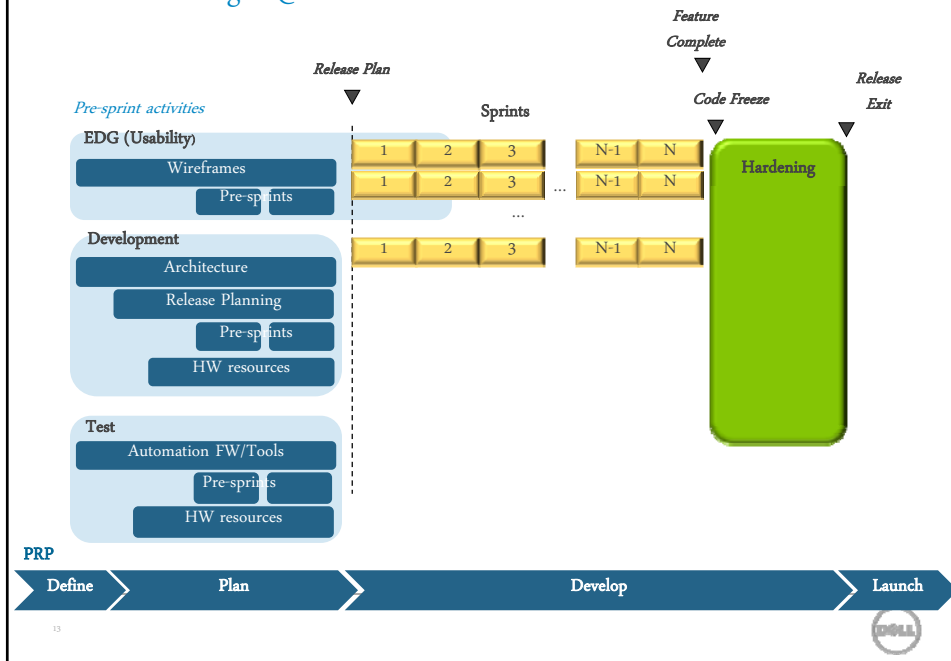 Feature
Complete
Release Plan
Release
Exit
Code Freeze
Pre-sprint activities
Sprints
EDG (Usability)
1 2 3 N-1 N
Hardening
Wireframes
1 2 3 ... N-1 N
Pre-sprints
...
Development
1 2 3 N-1 N
Architecture
Release Planning
Pre-sprints
HW resources
Test
Automation FW/Tools
Pre-sprints
HW resources
PRP
Define Plan Develop Launch
13
DELL